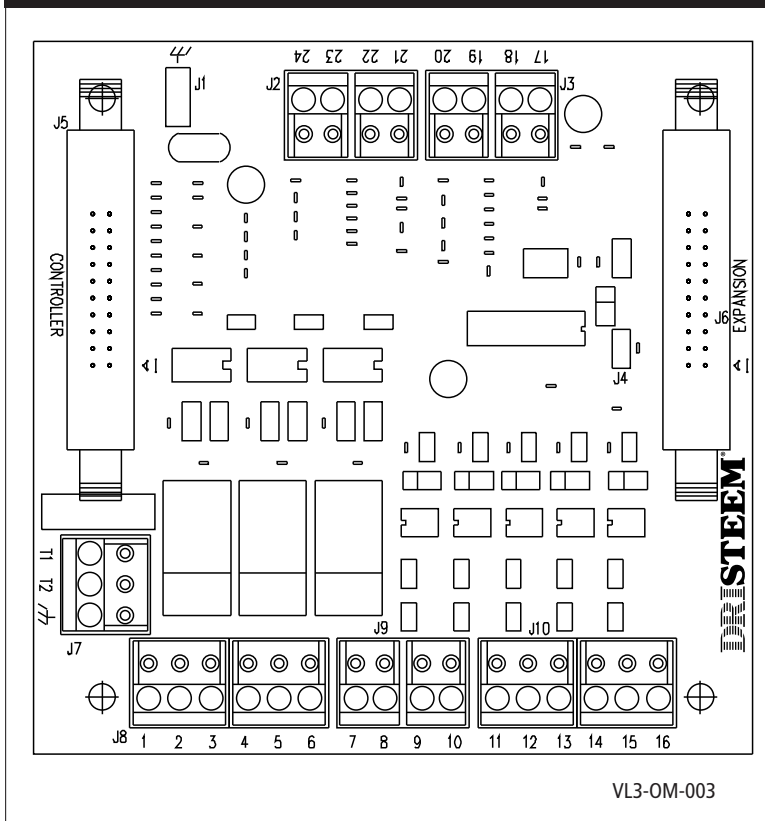 24 23 22 21 20 19 18 17
J2 J3
J1
J5
CONTROLLER
EXPANSION
J6
1
1
J4
DRISTEEM®
T1
T2
J7
J9
J10
J8
1 2 3 4 5 6 7 8 9 10 11 12 13 14 15 16
VL3-OM-003